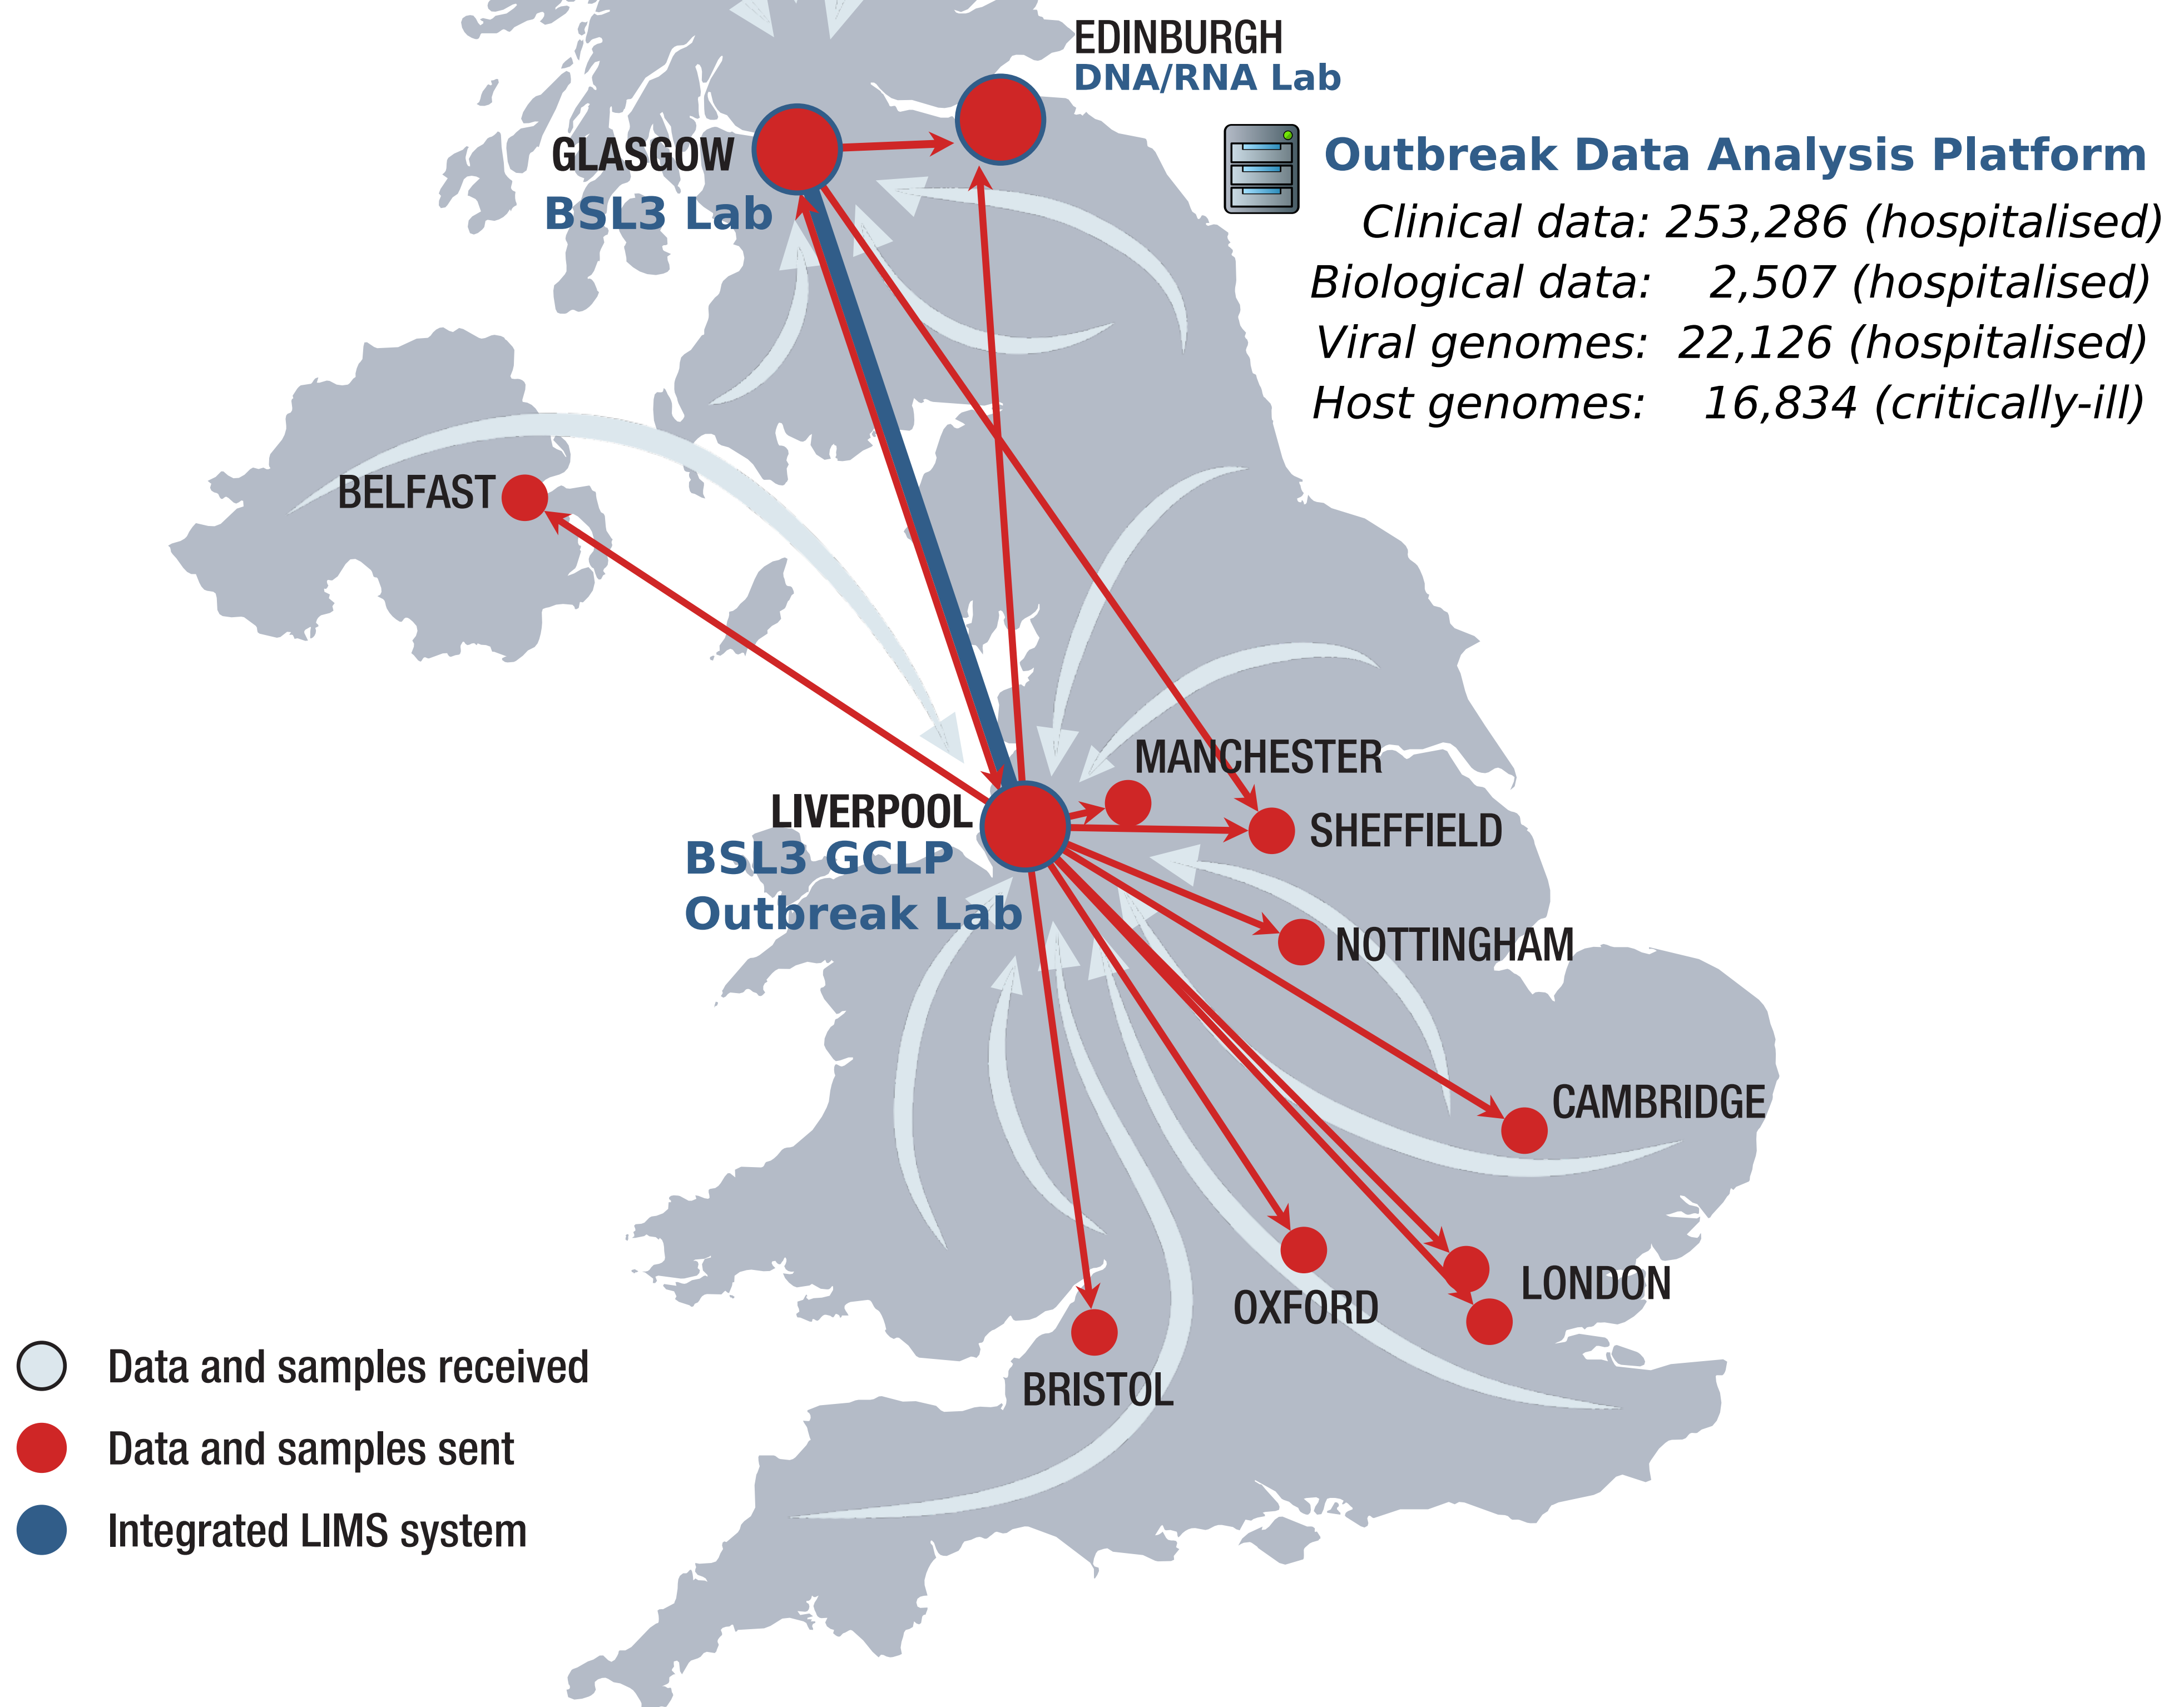 EDINBURGH
DNA/RNA Lab
GLASGOW
BSL3 Lab
Outbreak Data Analysis Platform
Clinical data: 253,286 (hospitalised)
Biological data: 2,507 (hospitalised)
Viral genomes: 22,126 (hospitalised)
Host genomes: 16,834 (critically-ill)
BELFAST
MANCHESTER
LIVERPOOL
BSL3 GCLP
Outbreak Lab
SHEFFIELD
NOTTINGHAM
CAMBRIDGE
LONDON
OXFORD
BRISTOL
Data and samples received
Data and samples sent
Integrated LIMS system